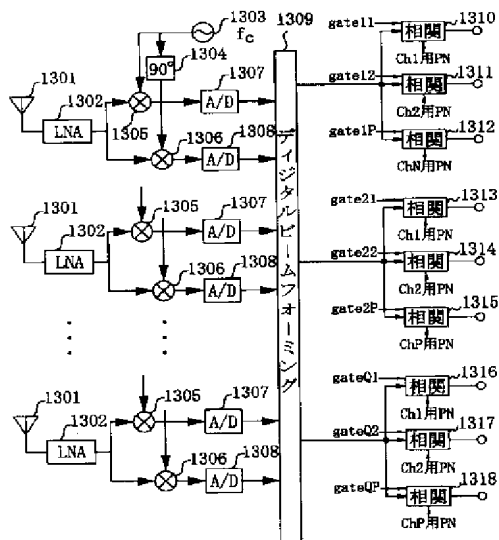 1303
1309
fc
1304
90°
1301
1302
LNA
1305
1307
A/D
1306
1308
A/D
gate11
1310
相関
Ch1用PN
gate12
1311
相関
Ch2用PN
gate1P
1312
相関
ChN用PN
ディジタルビームフォーミング
1301
1302
LNA
1305
1307
A/D
1306
1308
A/D
gate21
1313
相関
Ch1用PN
gate22
1314
相関
Ch2用PN
gate2P
1315
相関
ChP用PN
1301
1302
LNA
1305
1307
A/D
1306
1308
A/D
gateQ1
1316
相関
Ch1用PN
gateQ2
1317
相関
Ch2用PN
gateQP
1318
相関
ChP用PN